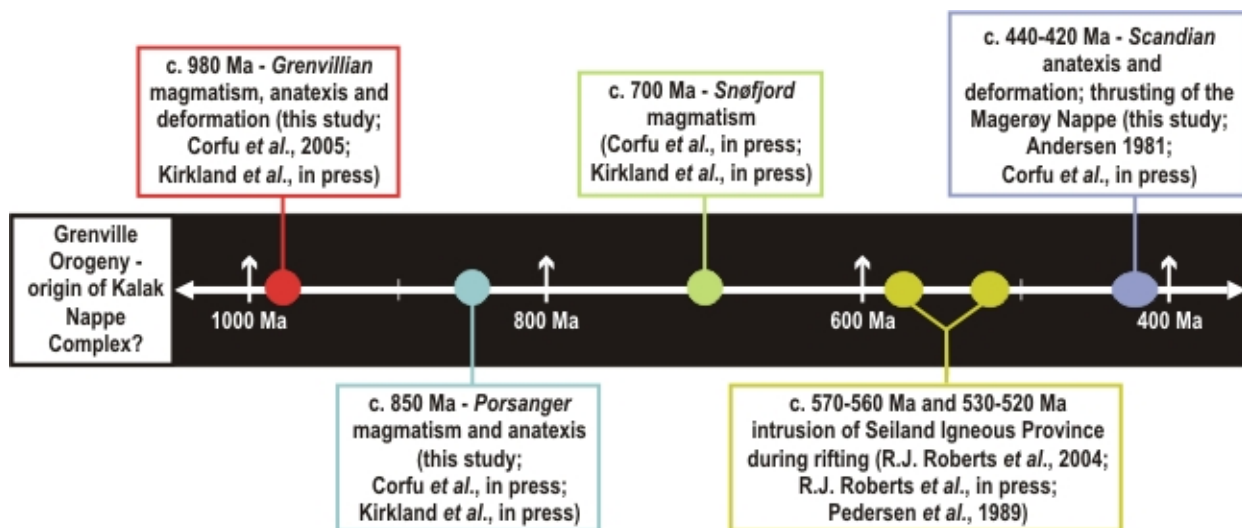 c. 980 Ma - Grenvillian
magmatism, anatexis and
deformation (this study;
Corfu et al., 2005;
Kirkland et al., in press)
c. 700 Ma - Snøfjord
magmatism
(Corfu et al., in press;
Kirkland et al., in press)
c. 440-420 Ma - Scandian
anatexis and
deformation; thrusting of the
Magerøy Nappe (this study;
Andersen 1981;
Corfu et al., in press)
Grenville
Orogeny -
origin of Kalak
Nappe
Complex?
1000 Ma
800 Ma
600 Ma
400 Ma
c. 850 Ma - Porsanger
magmatism and anatexis
(this study;
Corfu et al., in press;
Kirkland et al., in press)
c. 570-560 Ma and 530-520 Ma
intrusion of Seiland Igneous Province
during rifting (R.J. Roberts et al., 2004;
R.J. Roberts et al., in press;
Pedersen et al., 1989)